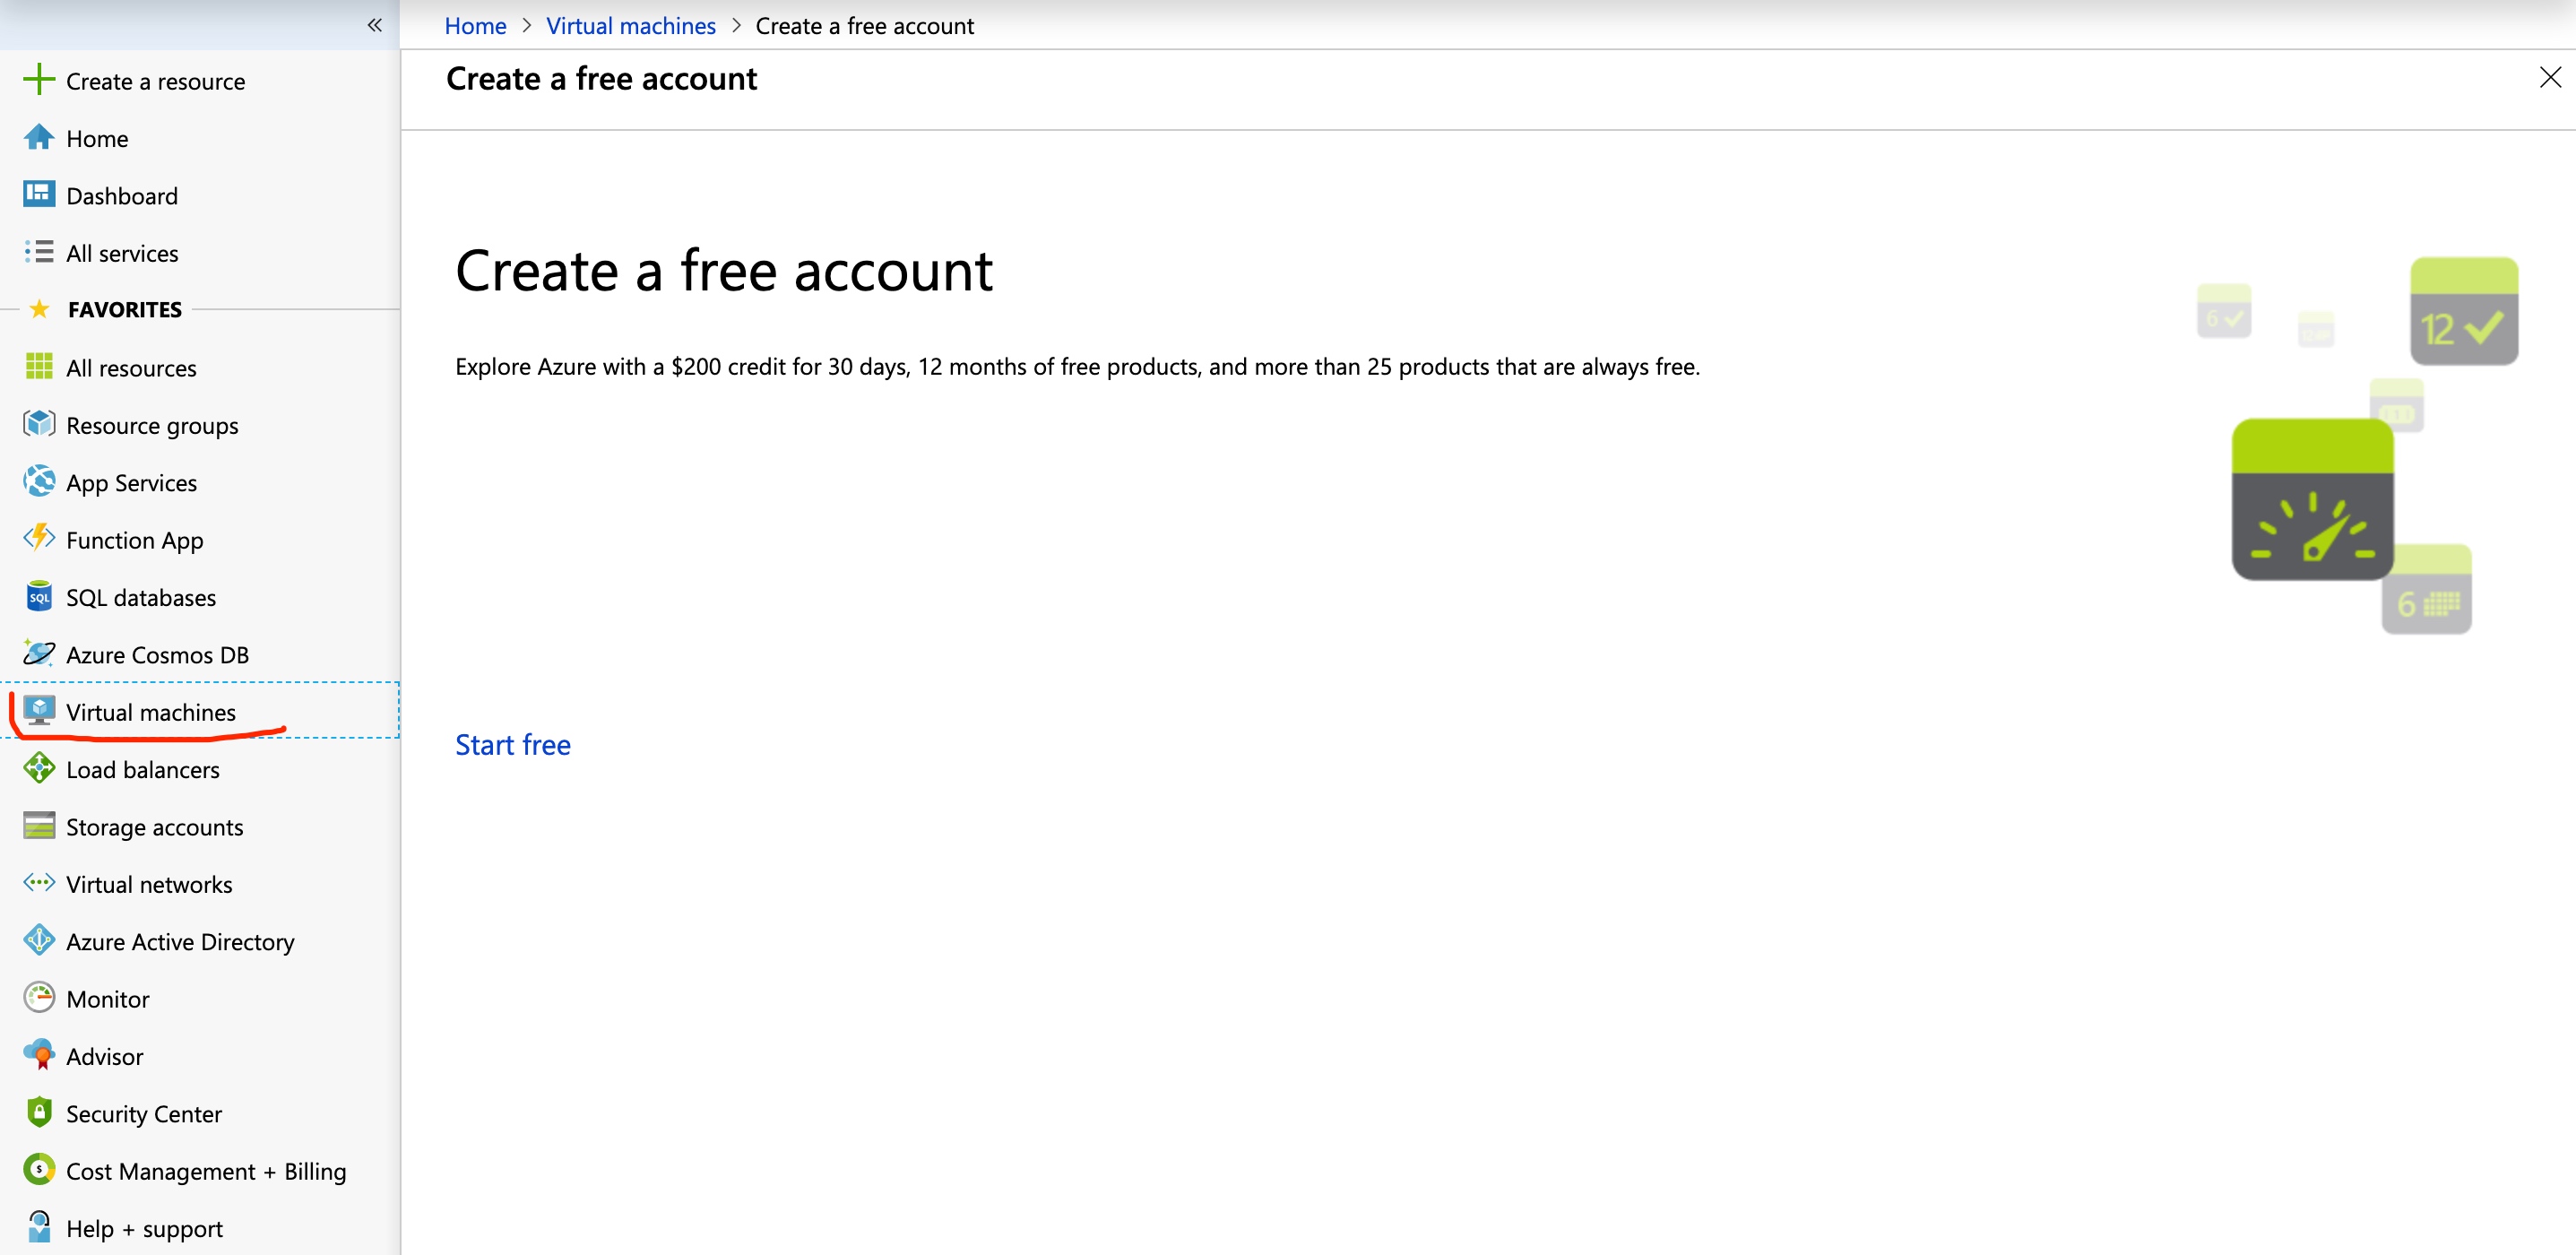 «
Home > Virtual machines > Create a free account
Create a resource
Home
Dashboard
All services
FAVORITES
All resources
Resource groups
App Services
Function App
SQL
SQL databases
Azure Cosmos DB
Virtual machines
Load balancers
Storage accounts
Virtual networks
Azure Active Directory
Monitor
Advisor
Security Center
$
Cost Management + Billing
Help + support
Create a free account
Create a free account
Explore Azure with a $200 credit for 30 days, 12 months of free products, and more than 25 products that are always free.
Start free
6
12
6